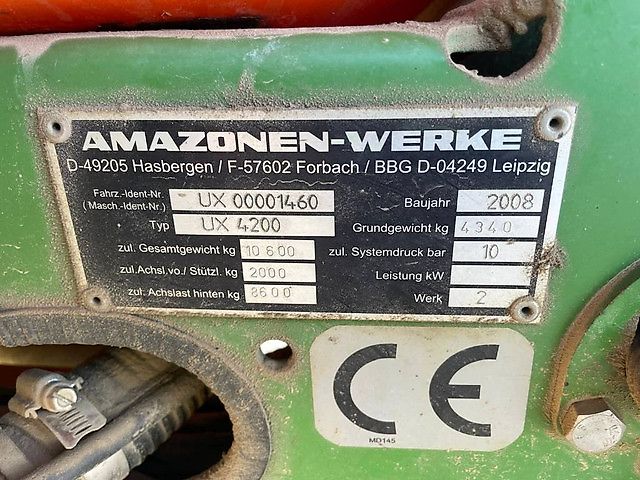 AMAZONEN-WERKE
D-49205 Hasbergen / F-57602 Forbach / BBG D-04249 Leipzig
Fahrz.-Ident-Nr. UX 00001460 Baujahr 2008
( Masch.-Ident-Nr.)
Typ UX 4200 Grundgewicht kg 4340
zul. Gesamtgewicht kg 10 600 zul. Systemdruck bar 10
zul.Achsl.vo./ Stützl. kg 2000 Leistung kW
zul. Achslast hinten kg 8600 Werk 2
CE
MD145